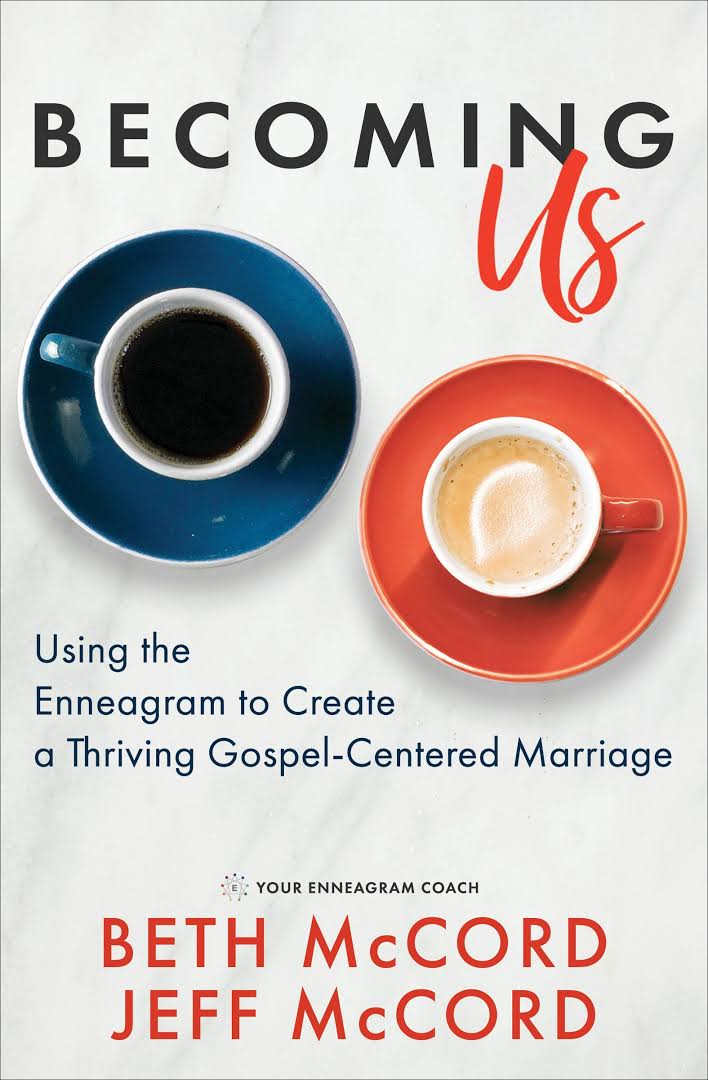 BECOMING
Us
Using the
Enneagram to Create
a Thriving Gospel-Centered Marriage
E YOUR ENNEAGRAM COACH
BETH McCORD
JEFF McCORD